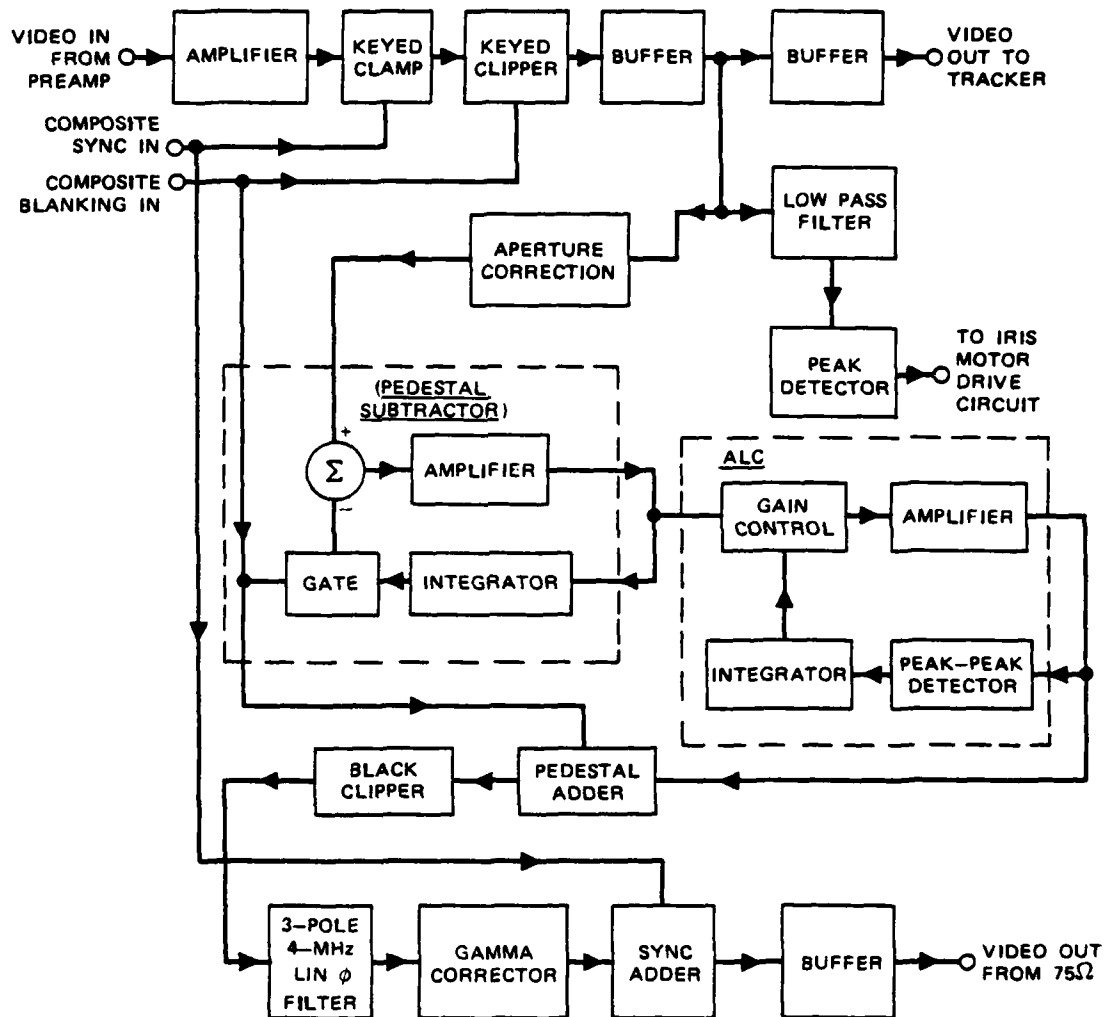 VIDEO IN
FROM
PREAMP
AMPLIFIER
KEYED
CLAMP
KEYED
CLIPPER
BUFFER
BUFFER
VIDEO
OUT TO
TRACKER
COMPOSITE
SYNC IN
COMPOSITE
BLANKING IN
LOW PASS
FILTER
APERTURE
CORRECTION
PEAK
DETECTOR
TO IRIS
MOTOR
DRIVE
CIRCUIT
(PEDESTAL
SUBTRACTOR)
+
Σ
−
AMPLIFIER
GATE
INTEGRATOR
ALC
GAIN
CONTROL
AMPLIFIER
INTEGRATOR
PEAK–PEAK
DETECTOR
BLACK
CLIPPER
PEDESTAL
ADDER
3–POLE
4–MHz
LIN ϕ
FILTER
GAMMA
CORRECTOR
SYNC
ADDER
BUFFER
VIDEO OUT
FROM 75Ω